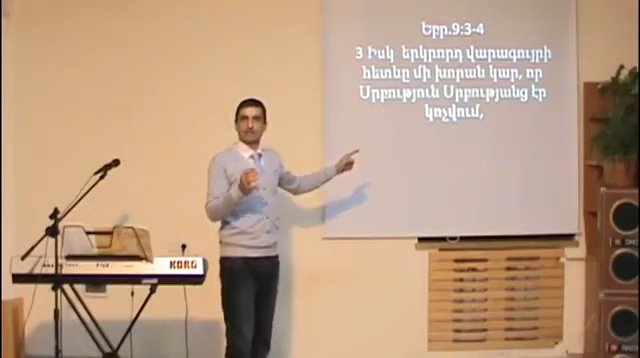 Եբր.9:3-4
3 Իսկ երկրորդ վարագույրի
հետևը մի խորան կար, որ
Սրբություն Սրբությանց էր
կոչվում,
KORG